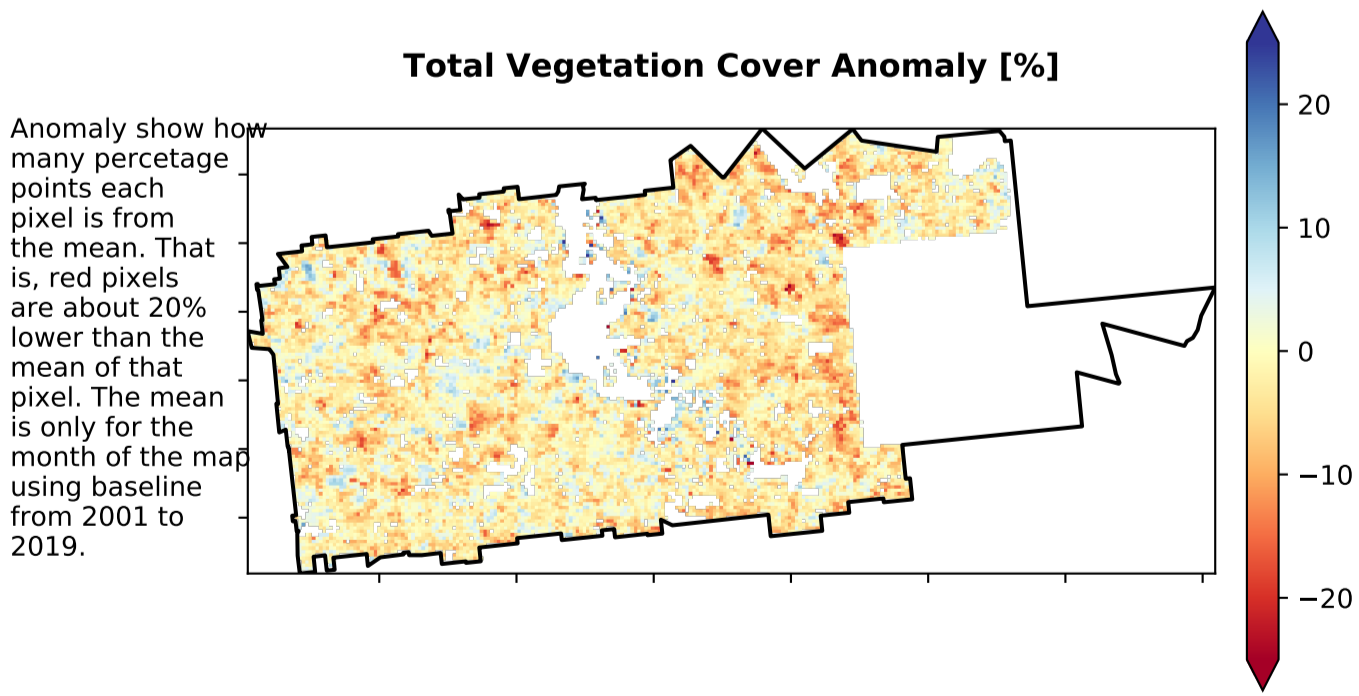 Total Vegetation Cover Anomaly [%]
Anomaly show how
many percetage
points each
pixel is from
the mean. That
is, red pixels
are about 20%
lower than the
mean of that
pixel. The mean
is only for the
month of the map
using baseline
from 2001 to
2019.
20
10
0
−10
−20